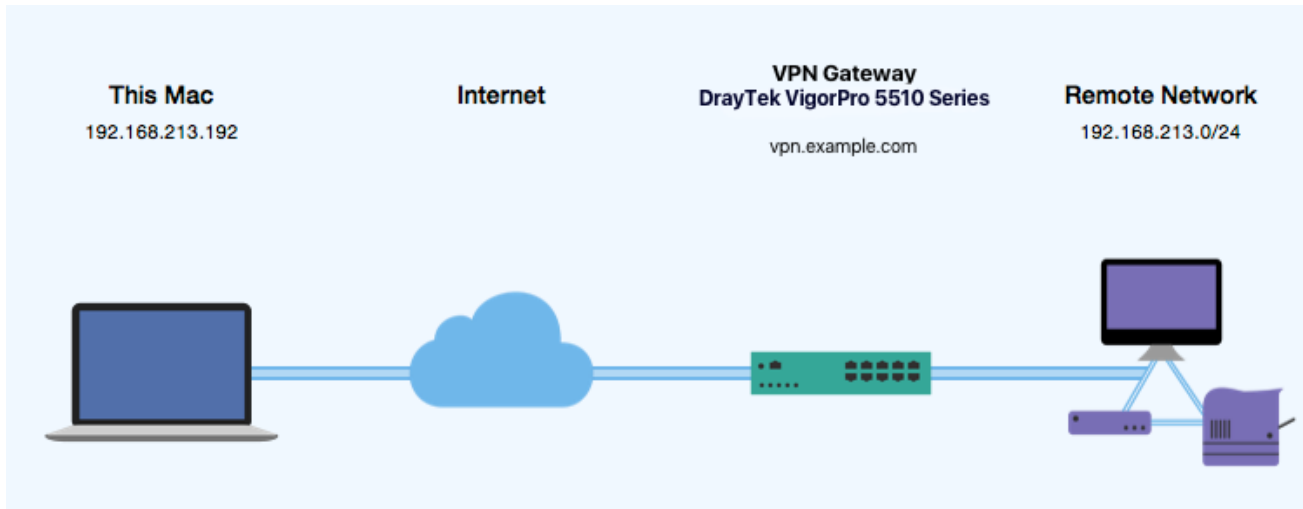 This Mac
192.168.213.192
Internet
VPN Gateway
DrayTek VigorPro 5510 Series
vpn.example.com
Remote Network
192.168.213.0/24